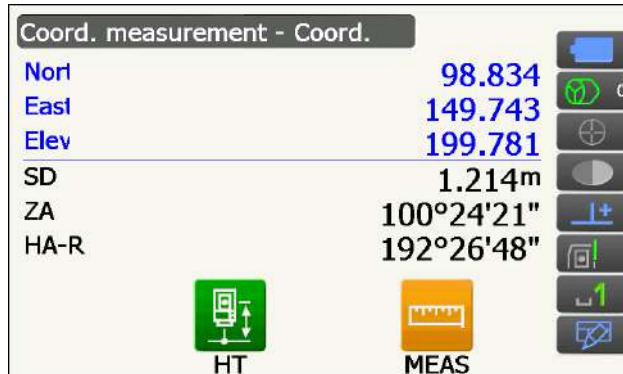 Coord. measurement - Coord.
Nort 98.834
East 149.743
Elev 199.781
SD 1.214m
ZA 100°24'21"
HA-R 192°26'48"
1
HT MEAS